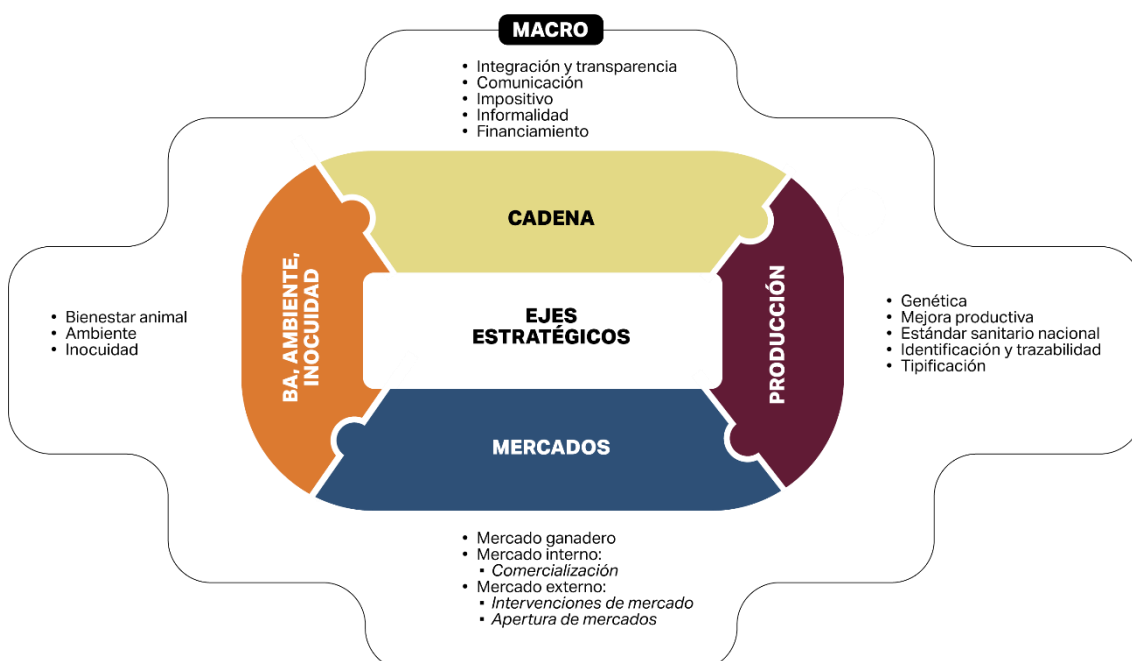 MACRO
• Integración y transparencia
• Comunicación
• Impositivo
• Informalidad
• Financiamiento
CADENA
BA, AMBIENTE,
INOCUIDAD
• Bienestar animal
• Ambiente
• Inocuidad
EJES
ESTRATÉGICOS
PRODUCCIÓN
• Genética
• Mejora productiva
• Estándar sanitario nacional
• Identificación y trazabilidad
• Tipificación
MERCADOS
• Mercado ganadero
• Mercado interno:
▪ Comercialización
• Mercado externo:
▪ Intervenciones de mercado
▪ Apertura de mercados